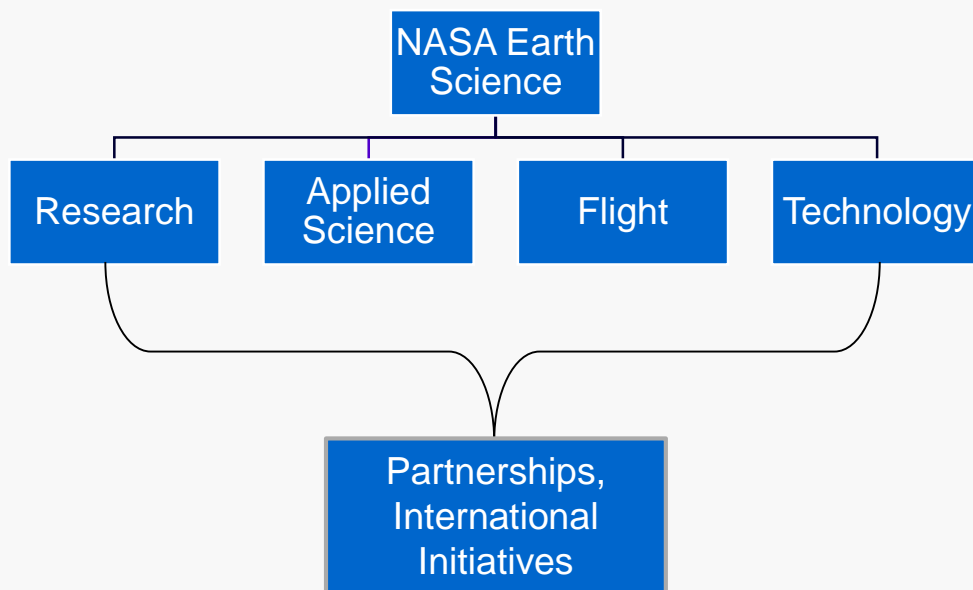 NASA Earth
Science
Research
Applied
Science
Flight
Technology
Partnerships,
International
Initiatives